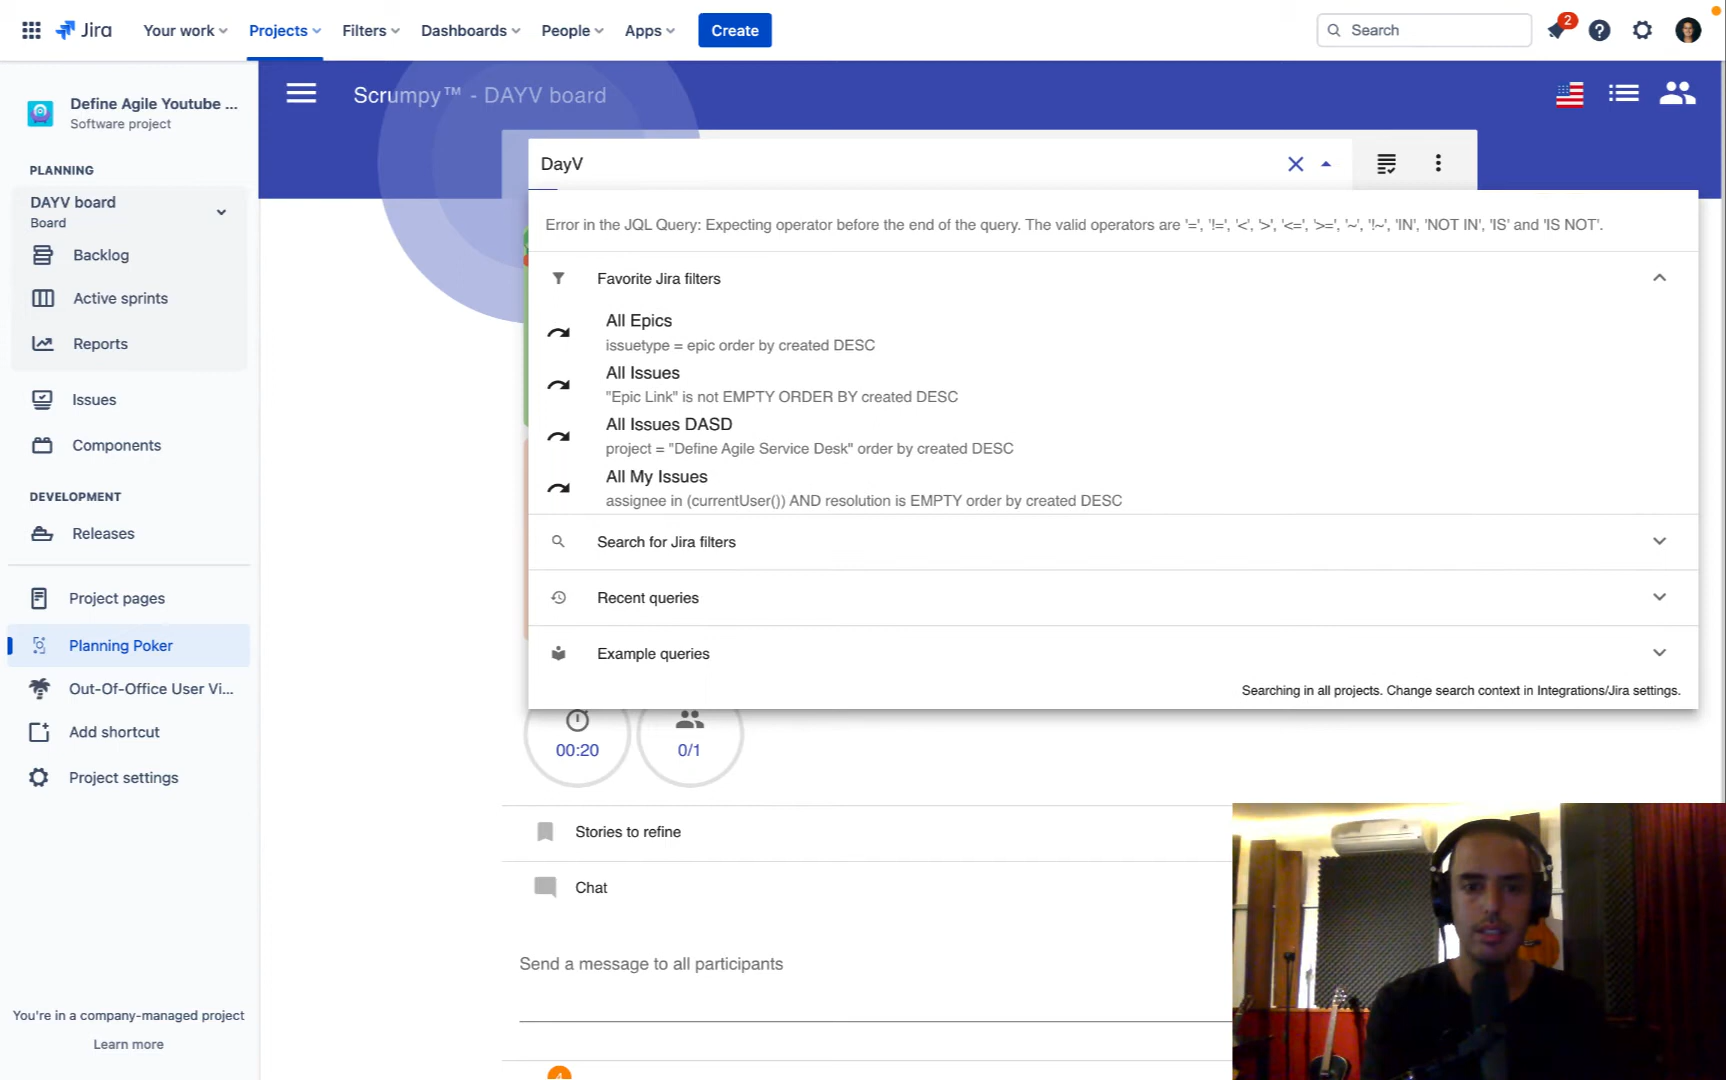 Jira
Your work
Projects
Filters
Dashboards
People
Apps
Create
Search
2
Define Agile Youtube ...
Software project
PLANNING
DAYV board
Board
Backlog
Active sprints
Reports
Issues
Components
DEVELOPMENT
Releases
Project pages
Planning Poker
Out-Of-Office User Vi...
Add shortcut
Project settings
You're in a company-managed project
Learn more
Scrumpy™ - DAYV board
DayV
Error in the JQL Query: Expecting operator before the end of the query. The valid operators are '=', '!=', '<', '>', '<=', '>=', '~', '!~', 'IN', 'NOT IN', 'IS' and 'IS NOT'.
Favorite Jira filters
All Epics
issuetype = epic order by created DESC
All Issues
"Epic Link" is not EMPTY ORDER BY created DESC
All Issues DASD
project = "Define Agile Service Desk" order by created DESC
All My Issues
assignee in (currentUser()) AND resolution is EMPTY order by created DESC
Search for Jira filters
Recent queries
Example queries
Searching in all projects. Change search context in Integrations/Jira settings.
00:20
0/1
Stories to refine
Chat
Send a message to all participants
4